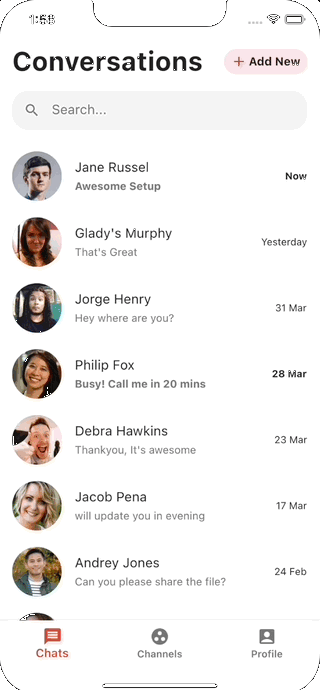 1:58
Conversations
+ Add New
Search...
Jane Russel
Awesome Setup
Now
Glady's Murphy
That's Great
Yesterday
Jorge Henry
Hey where are you?
31 Mar
Philip Fox
Busy! Call me in 20 mins
28 Mar
Debra Hawkins
Thankyou, It's awesome
23 Mar
Jacob Pena
will update you in evening
17 Mar
Andrey Jones
Can you please share the file?
24 Feb
Chats
Channels
Profile